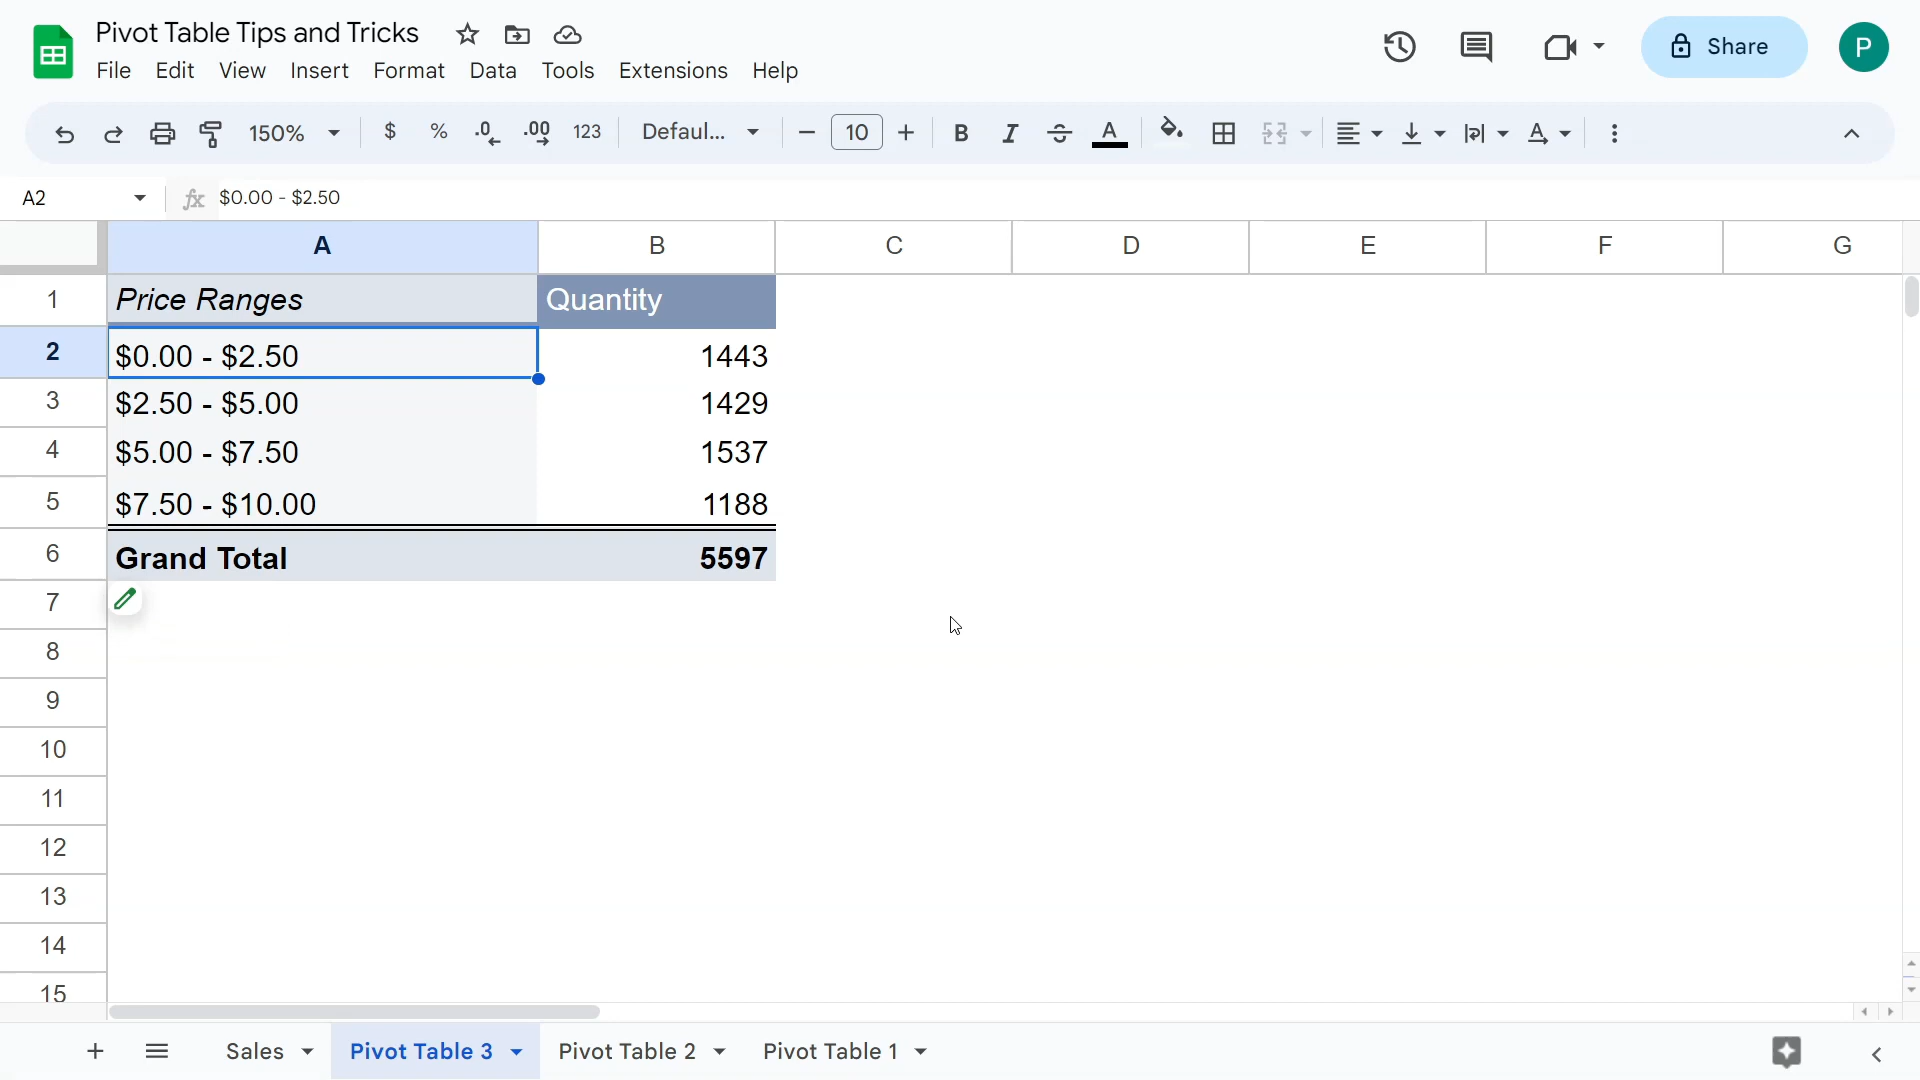 Pivot Table Tips and Tricks
File Edit View Insert Format Data Tools Extensions Help
Share
P
150% $ % .0 .00 123 Defaul... 10 B I S A A
A2 fx $0.00 - $2.50
A B C D E F G
1 Price Ranges Quantity
2 $0.00 - $2.50 1443
3 $2.50 - $5.00 1429
4 $5.00 - $7.50 1537
5 $7.50 - $10.00 1188
6 Grand Total 5597
7
8
9
10
11
12
13
14
15
Sales Pivot Table 3 Pivot Table 2 Pivot Table 1